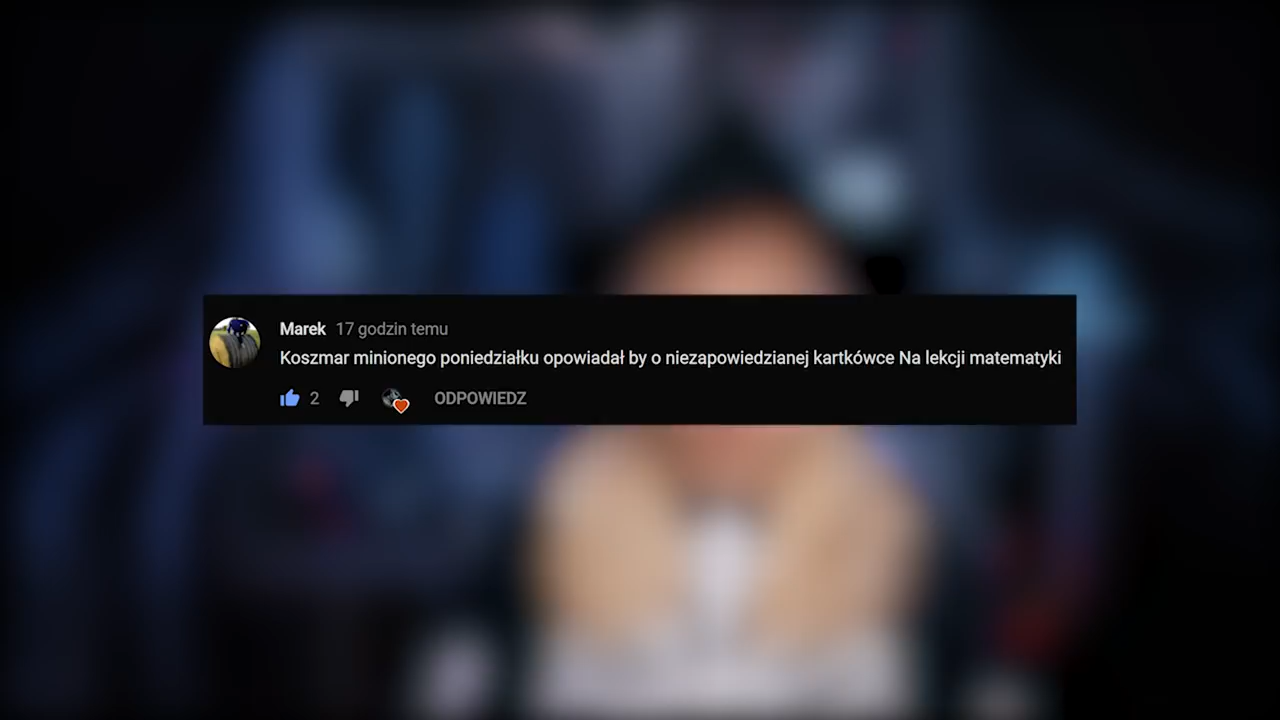 Marek 17 godzin temu
Koszmar minionego poniedziałku opowiadał by o niezapowiedzianej kartkówce Na lekcji matematyki
2 ODPOWIEDZ